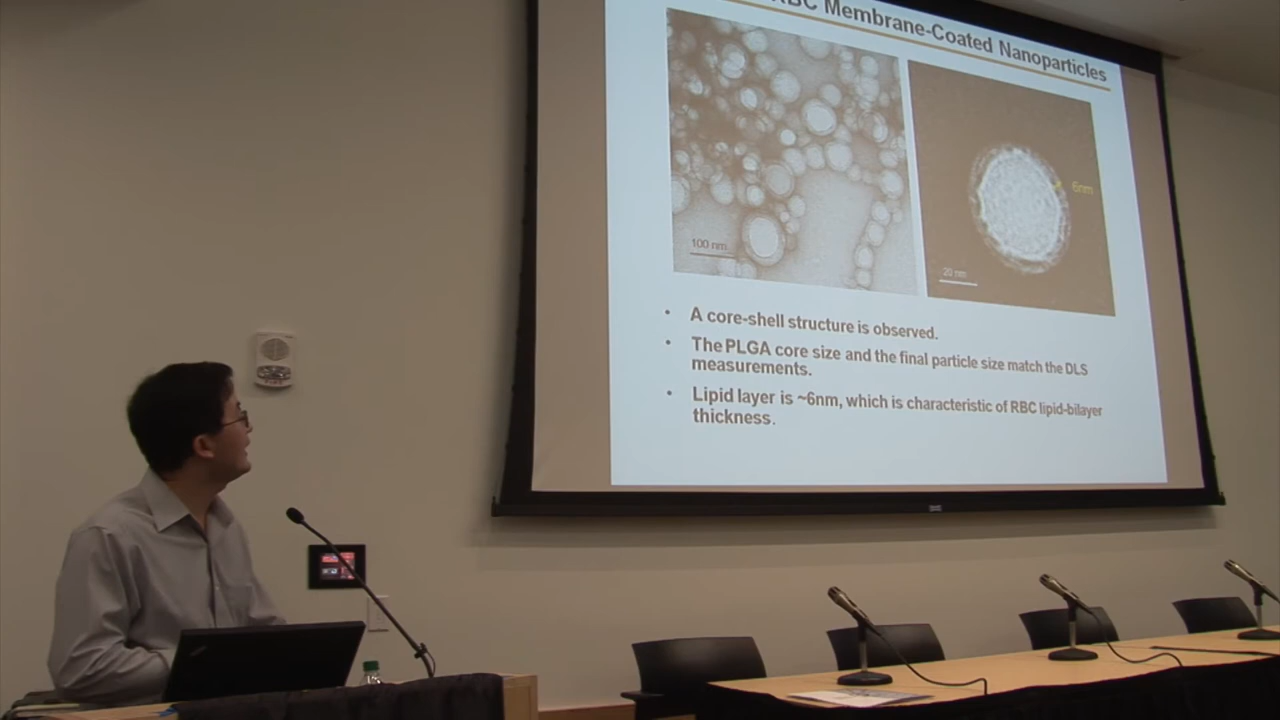 RBC Membrane-Coated Nanoparticles
100 nm
6nm
20 nm
• A core-shell structure is observed.
• The PLGA core size and the final particle size match the DLS
measurements.
• Lipid layer is ~6nm, which is characteristic of RBC lipid-bilayer
thickness.